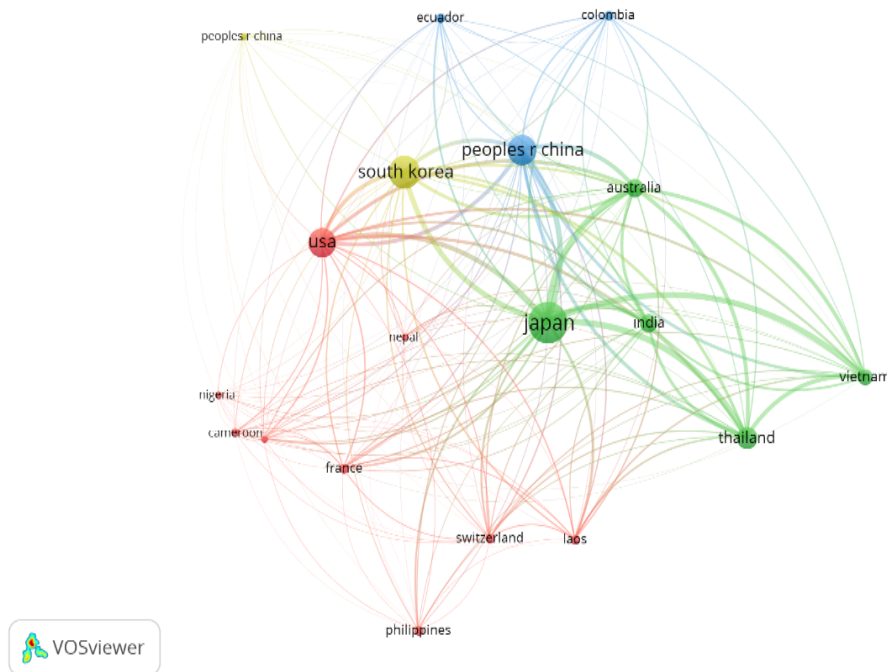 ecuador
colombia
peoples r china
peoples r china
south korea
australia
usa
japan
india
nepal
vietnam
nigeria
cameroon
thailand
france
switzerland
laos
philippines
VOSviewer